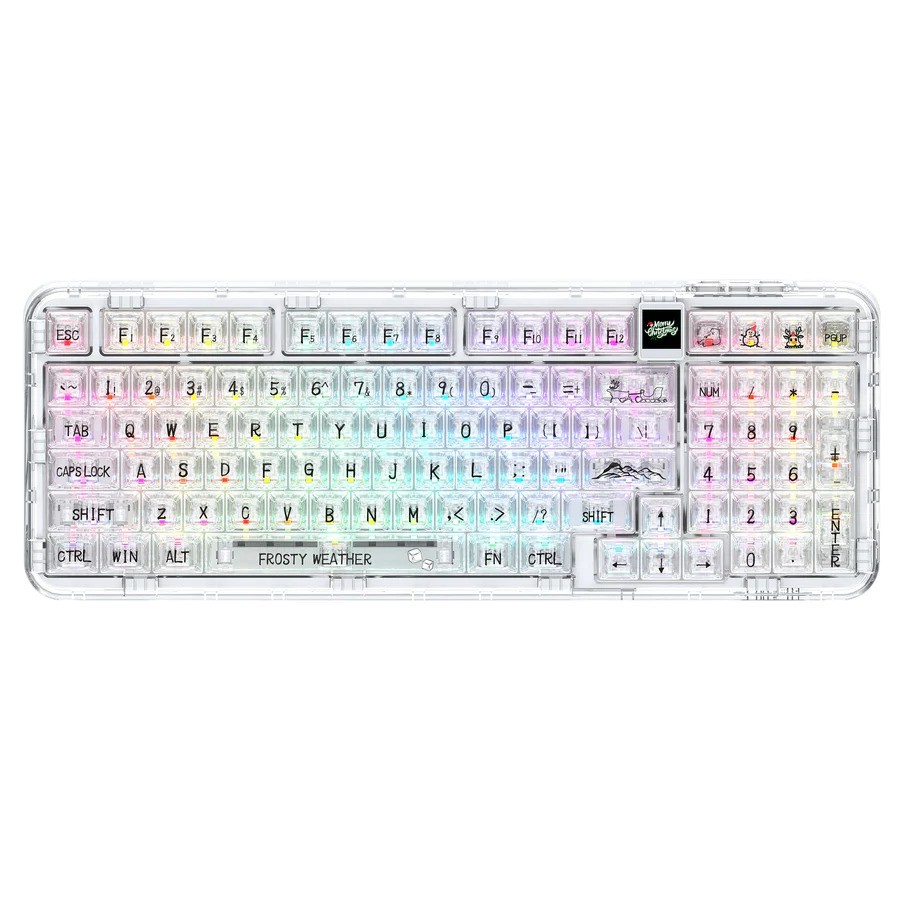 ESC F1 F2 F3 F4 F5 F6 F7 F8 F9 F10 F11 F12 Merry Christmas PGUP
`~ 1! 2@ 3# 4$ 5% 6^ 7& 8* 9( 0) -_ =+ NUM / * -
TAB Q W E R T Y U I O P [{ ]} \| 7 8 9
CAPS LOCK A S D F G H J K L ;: '" 4 5 6 +
SHIFT Z X C V B N M ,< .> /? SHIFT ↑ 1 2 3 ENTER
CTRL WIN ALT FROSTY WEATHER FN CTRL ← ↓ → 0 .